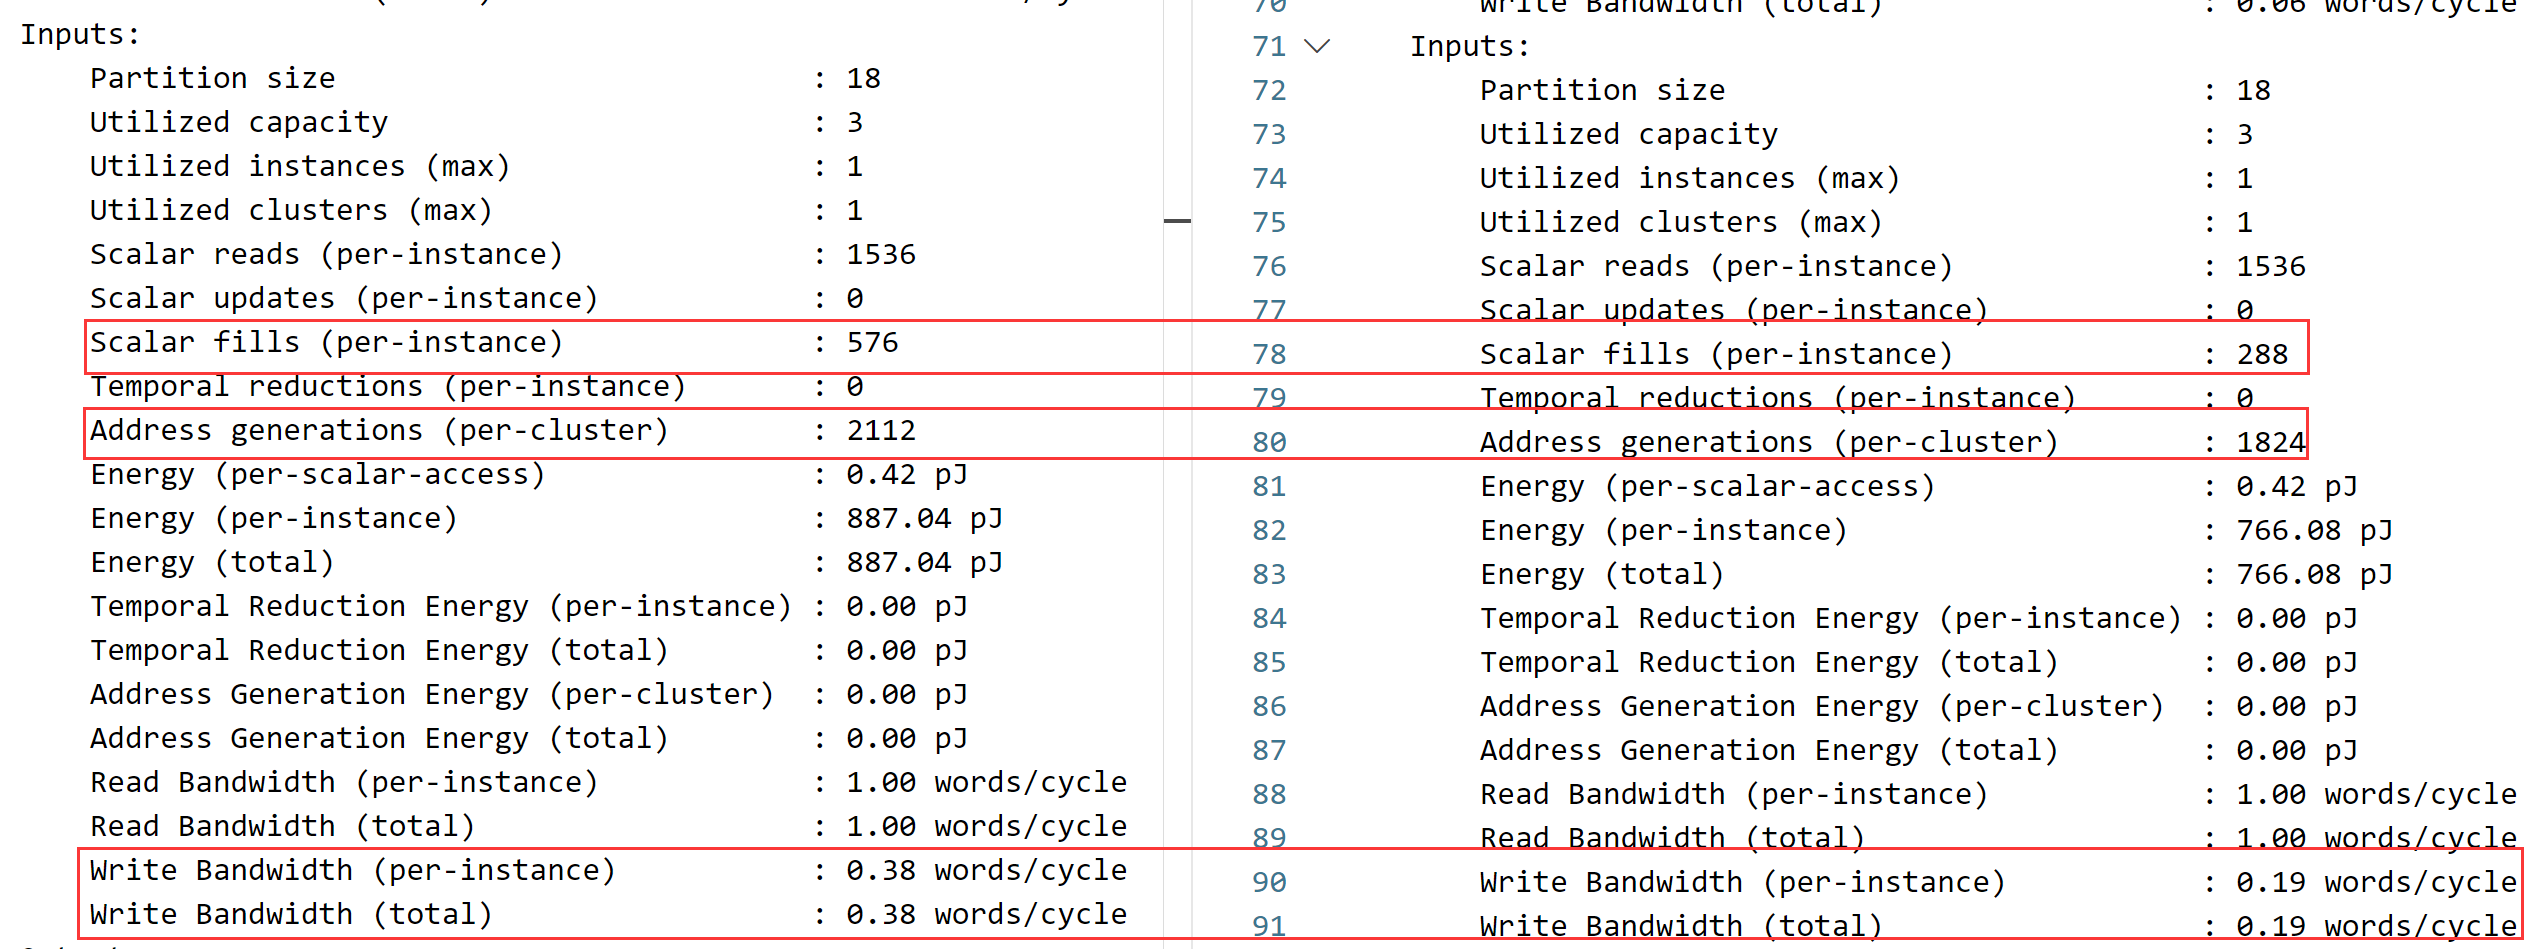 Inputs:
Partition size : 18
Utilized capacity : 3
Utilized instances (max) : 1
Utilized clusters (max) : 1
Scalar reads (per-instance) : 1536
Scalar updates (per-instance) : 0
Scalar fills (per-instance) : 576
Temporal reductions (per-instance) : 0
Address generations (per-cluster) : 2112
Energy (per-scalar-access) : 0.42 pJ
Energy (per-instance) : 887.04 pJ
Energy (total) : 887.04 pJ
Temporal Reduction Energy (per-instance) : 0.00 pJ
Temporal Reduction Energy (total) : 0.00 pJ
Address Generation Energy (per-cluster) : 0.00 pJ
Address Generation Energy (total) : 0.00 pJ
Read Bandwidth (per-instance) : 1.00 words/cycle
Read Bandwidth (total) : 1.00 words/cycle
Write Bandwidth (per-instance) : 0.38 words/cycle
Write Bandwidth (total) : 0.38 words/cycle
70 Write Bandwidth (total) : 0.06 words/cycle
71 Inputs:
72 Partition size : 18
73 Utilized capacity : 3
74 Utilized instances (max) : 1
75 Utilized clusters (max) : 1
76 Scalar reads (per-instance) : 1536
77 Scalar updates (per-instance) : 0
78 Scalar fills (per-instance) : 288
79 Temporal reductions (per-instance) : 0
80 Address generations (per-cluster) : 1824
81 Energy (per-scalar-access) : 0.42 pJ
82 Energy (per-instance) : 766.08 pJ
83 Energy (total) : 766.08 pJ
84 Temporal Reduction Energy (per-instance) : 0.00 pJ
85 Temporal Reduction Energy (total) : 0.00 pJ
86 Address Generation Energy (per-cluster) : 0.00 pJ
87 Address Generation Energy (total) : 0.00 pJ
88 Read Bandwidth (per-instance) : 1.00 words/cycle
89 Read Bandwidth (total) : 1.00 words/cycle
90 Write Bandwidth (per-instance) : 0.19 words/cycle
91 Write Bandwidth (total) : 0.19 words/cycle